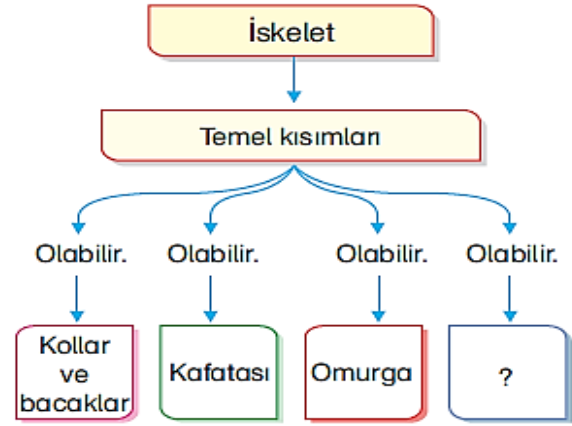 İskelet
Temel kısımları
Olabilir. Olabilir. Olabilir. Olabilir.
Kollar
ve
bacaklar
Kafatası
Omurga
?